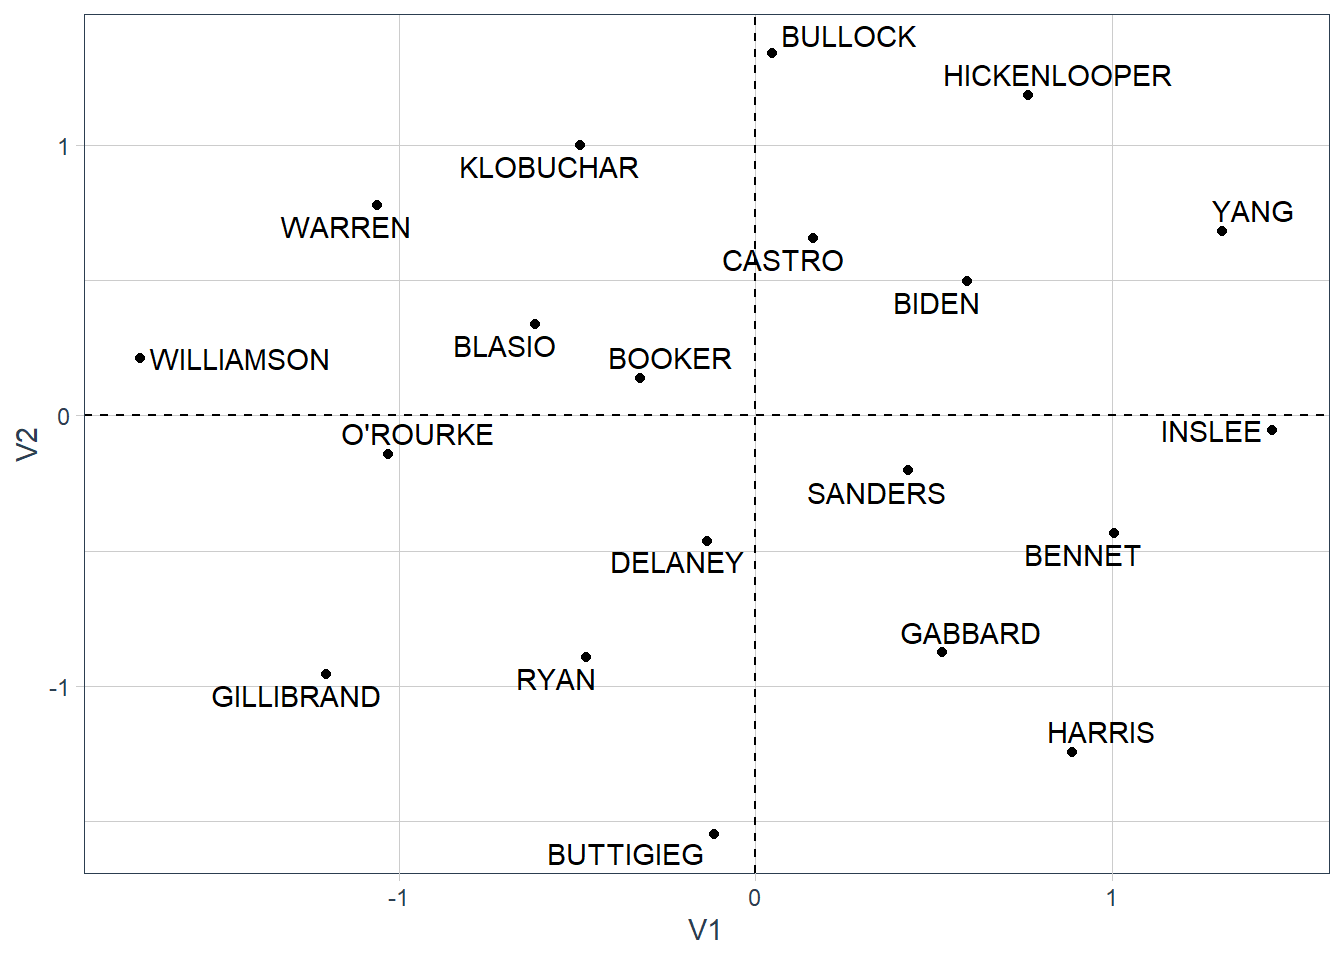 BULLOCK
HICKENLOOPER
1
KLOBUCHAR
YANG
WARREN
CASTRO
BIDEN
BLASIO
BOOKER
WILLIAMSON
0
O'ROURKE
INSLEE
V2
SANDERS
DELANEY
BENNET
GABBARD
RYAN
-1
GILLIBRAND
HARRIS
BUTTIGIEG
-1 0 1
V1